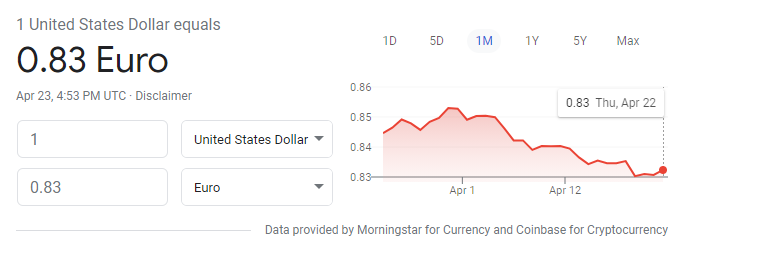 1 United States Dollar equals
0.83 Euro
Apr 23, 4:53 PM UTC · Disclaimer
1
United States Dollar
0.83
Euro
1D 5D 1M 1Y 5Y Max
0.86
0.85
0.84
0.83
0.83 Thu, Apr 22
Apr 1 Apr 12
Data provided by Morningstar for Currency and Coinbase for Cryptocurrency